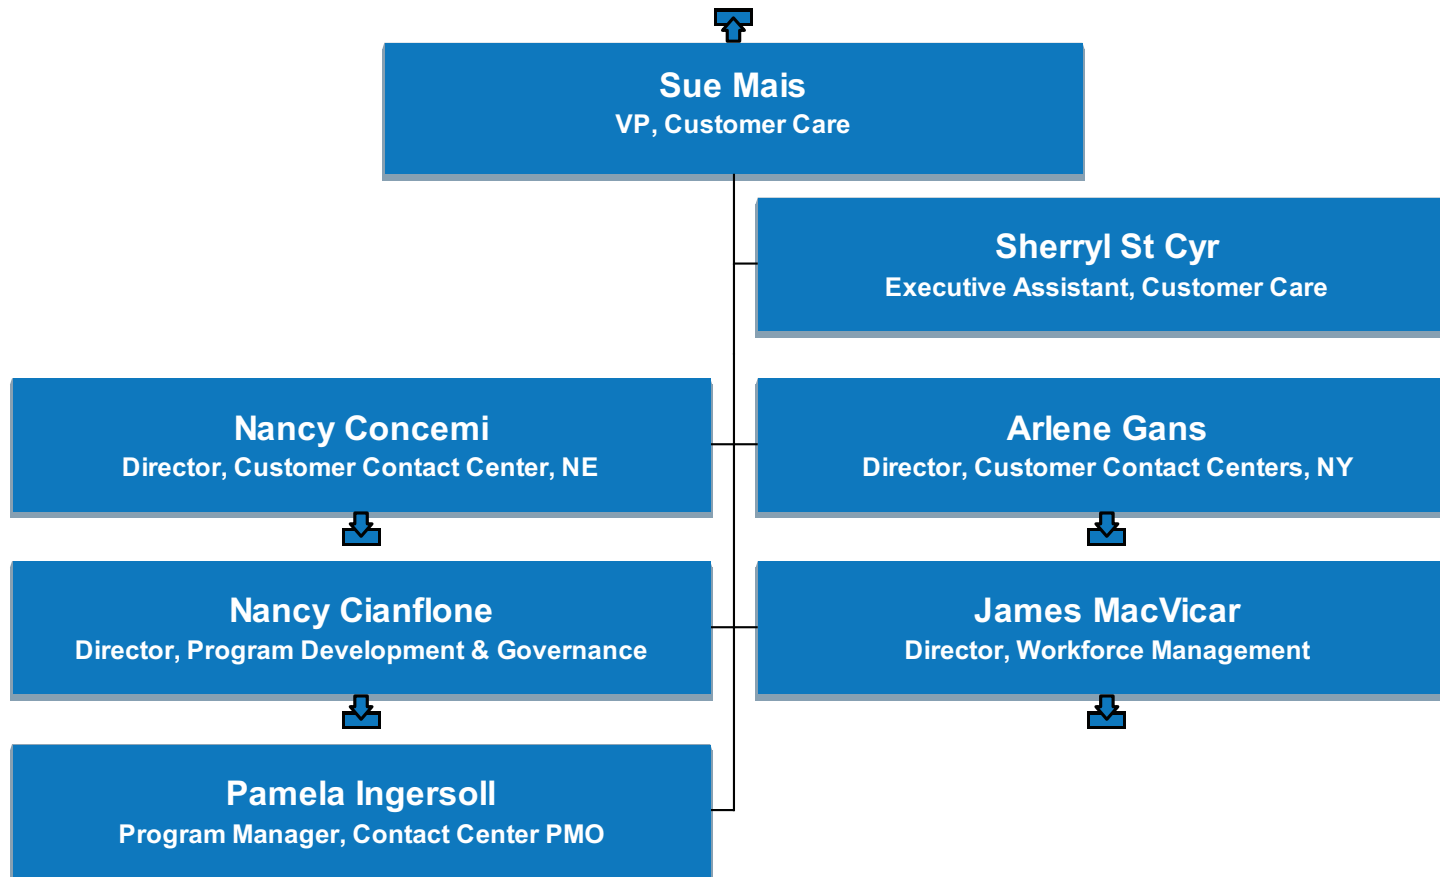 Sue Mais
VP, Customer Care
Sherryl St Cyr
Executive Assistant, Customer Care
Nancy Concemi
Director, Customer Contact Center, NE
Arlene Gans
Director, Customer Contact Centers, NY
Nancy Cianflone
Director, Program Development & Governance
James MacVicar
Director, Workforce Management
Pamela Ingersoll
Program Manager, Contact Center PMO